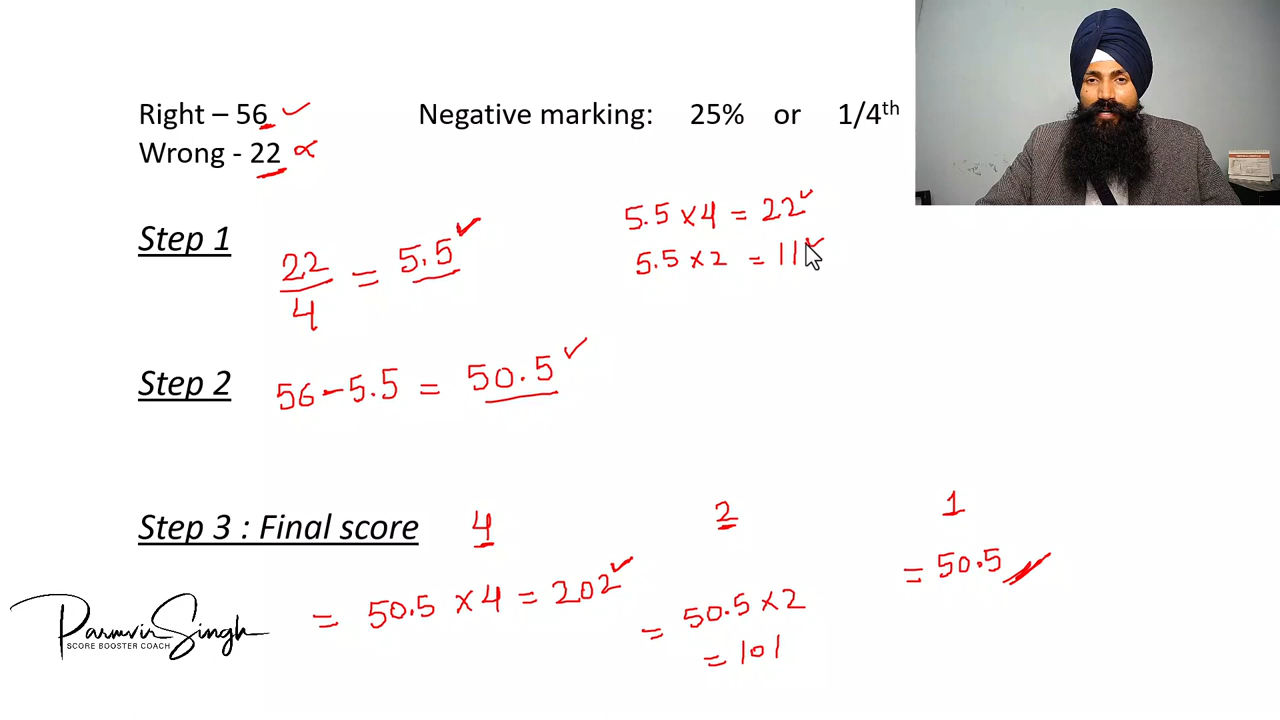 Right – 56 ✓ Negative marking: 25% or 1/4th
Wrong - 22
5.5 × 4 = 22 ✓
5.5 × 2 = 11 ✓
Step 1
22/4 = 5.5 ✓
Step 2 56 – 5.5 = 50.5 ✓
Step 3 : Final score 4 2 1
= 50.5 × 4 = 202 ✓
= 50.5 × 2
= 101
= 50.5
Parmvir Singh
SCORE BOOSTER COACH